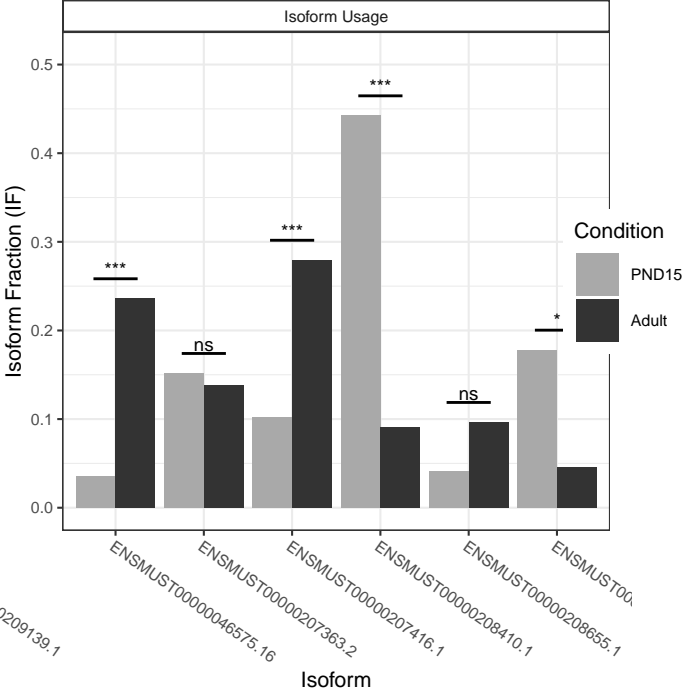 Isoform Usage
Isoform Fraction (IF)
0.5
0.4
0.3
0.2
0.1
0.0
***
ns
***
***
ns
*
Condition
PND15
Adult
ENSMUST00000046575.16
ENSMUST00000207363.2
ENSMUST00000207416.1
ENSMUST00000208410.1
ENSMUST00000208655.1
0209139.1
Isoform